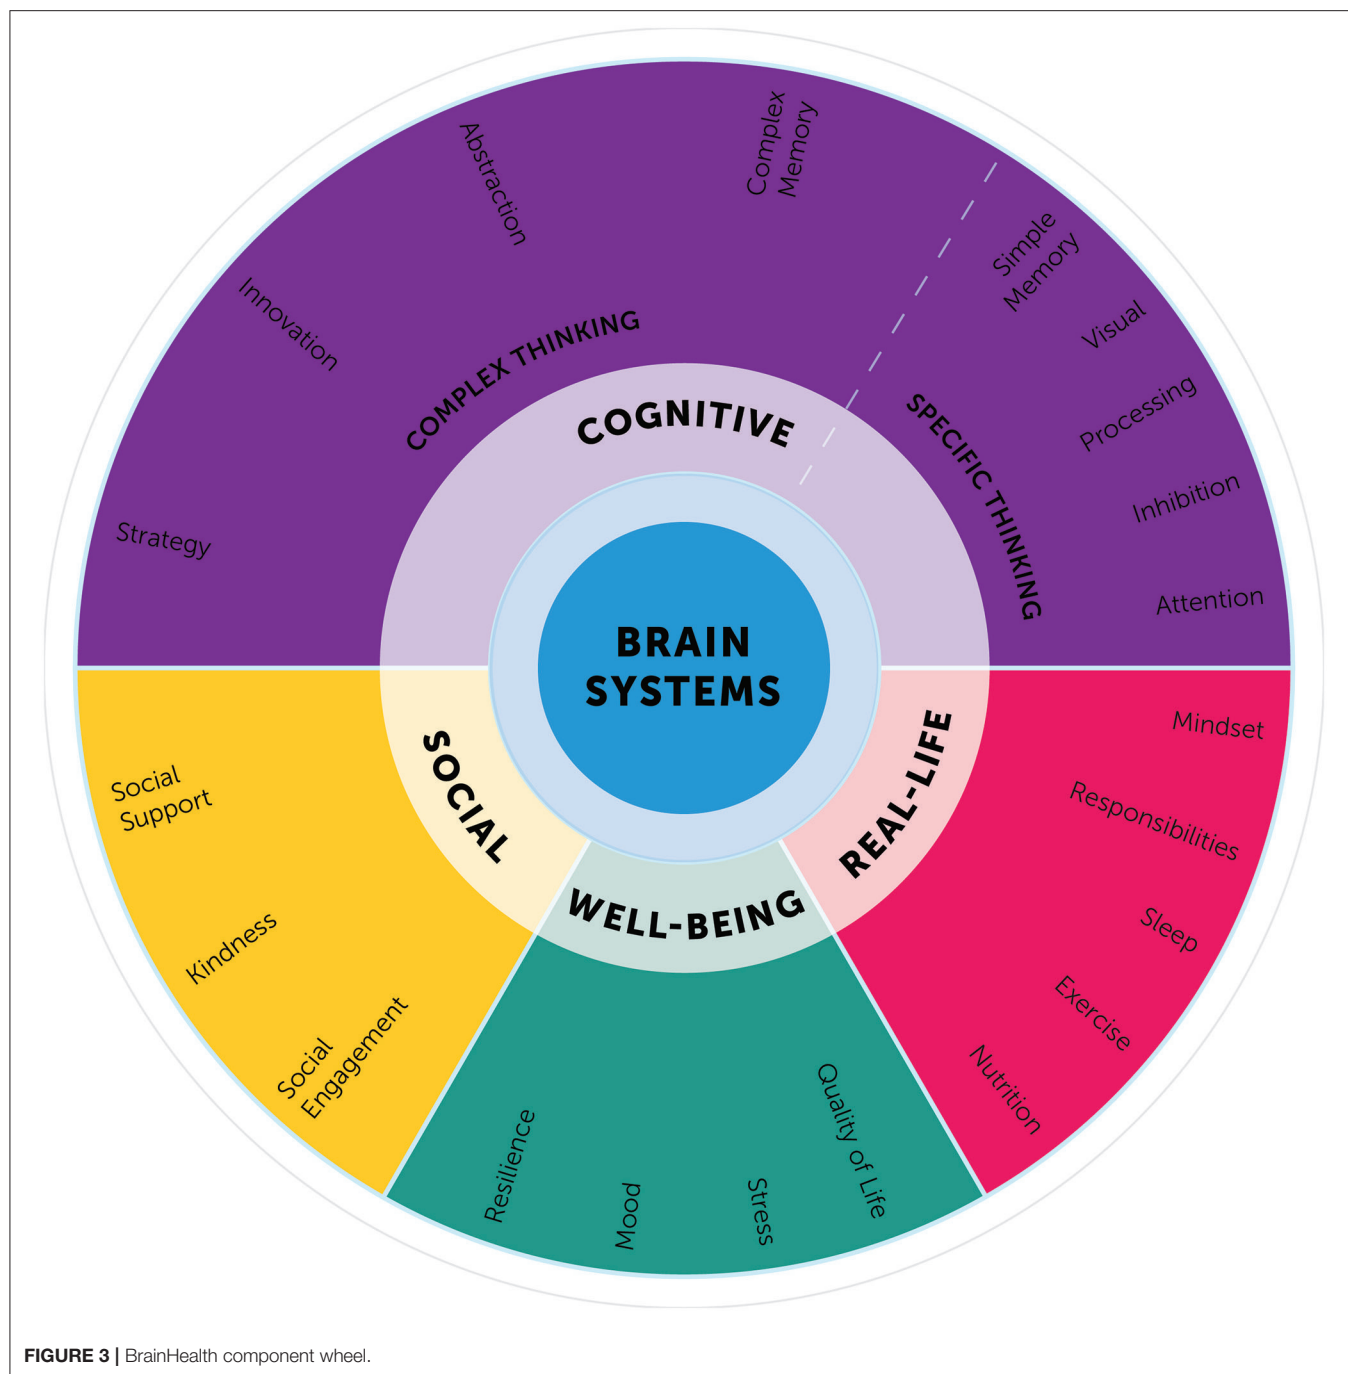 Complex
Memory
Abstraction
Innovation
Strategy
COMPLEX THINKING
Simple
Memory
Visual
Processing
Inhibition
Attention
SPECIFIC THINKING
COGNITIVE
BRAIN
SYSTEMS
SOCIAL
WELL-BEING
REAL-LIFE
Mindset
Responsibilities
Sleep
Exercise
Nutrition
Quality of Life
Stress
Mood
Resilience
Social
Engagement
Kindness
Social
Support
FIGURE 3 | BrainHealth component wheel.